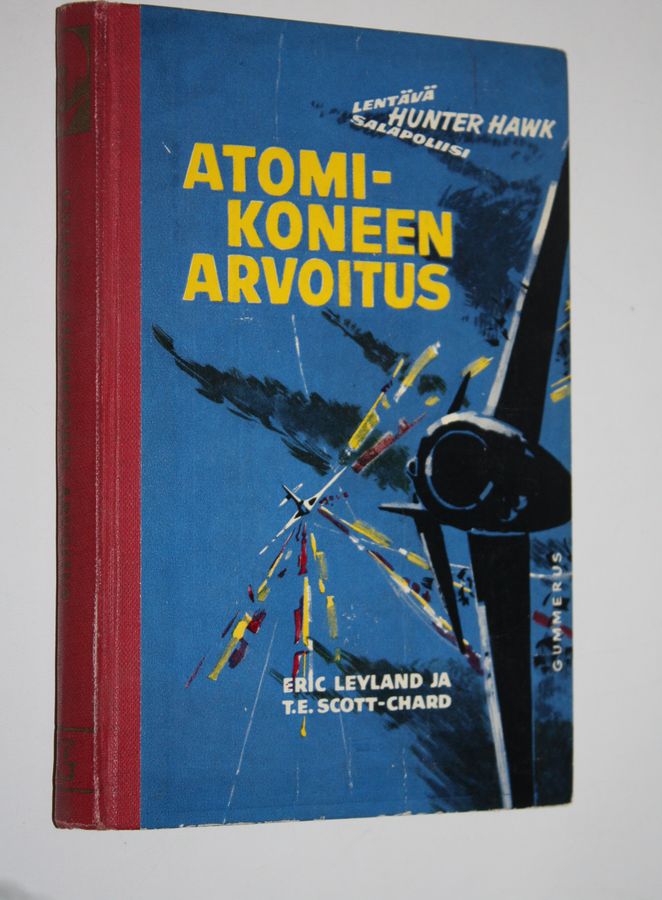 LENTÄVÄ
HUNTER HAWK
SALAPOLIISI
ATOMI-
KONEEN
ARVOITUS
ERIC LEYLAND JA
T.E. SCOTT-CHARD
GUMMERUS